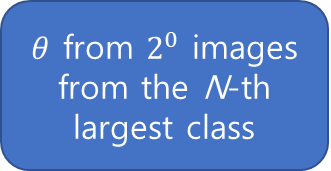 θ from 2⁰ images
from the N-th
largest class